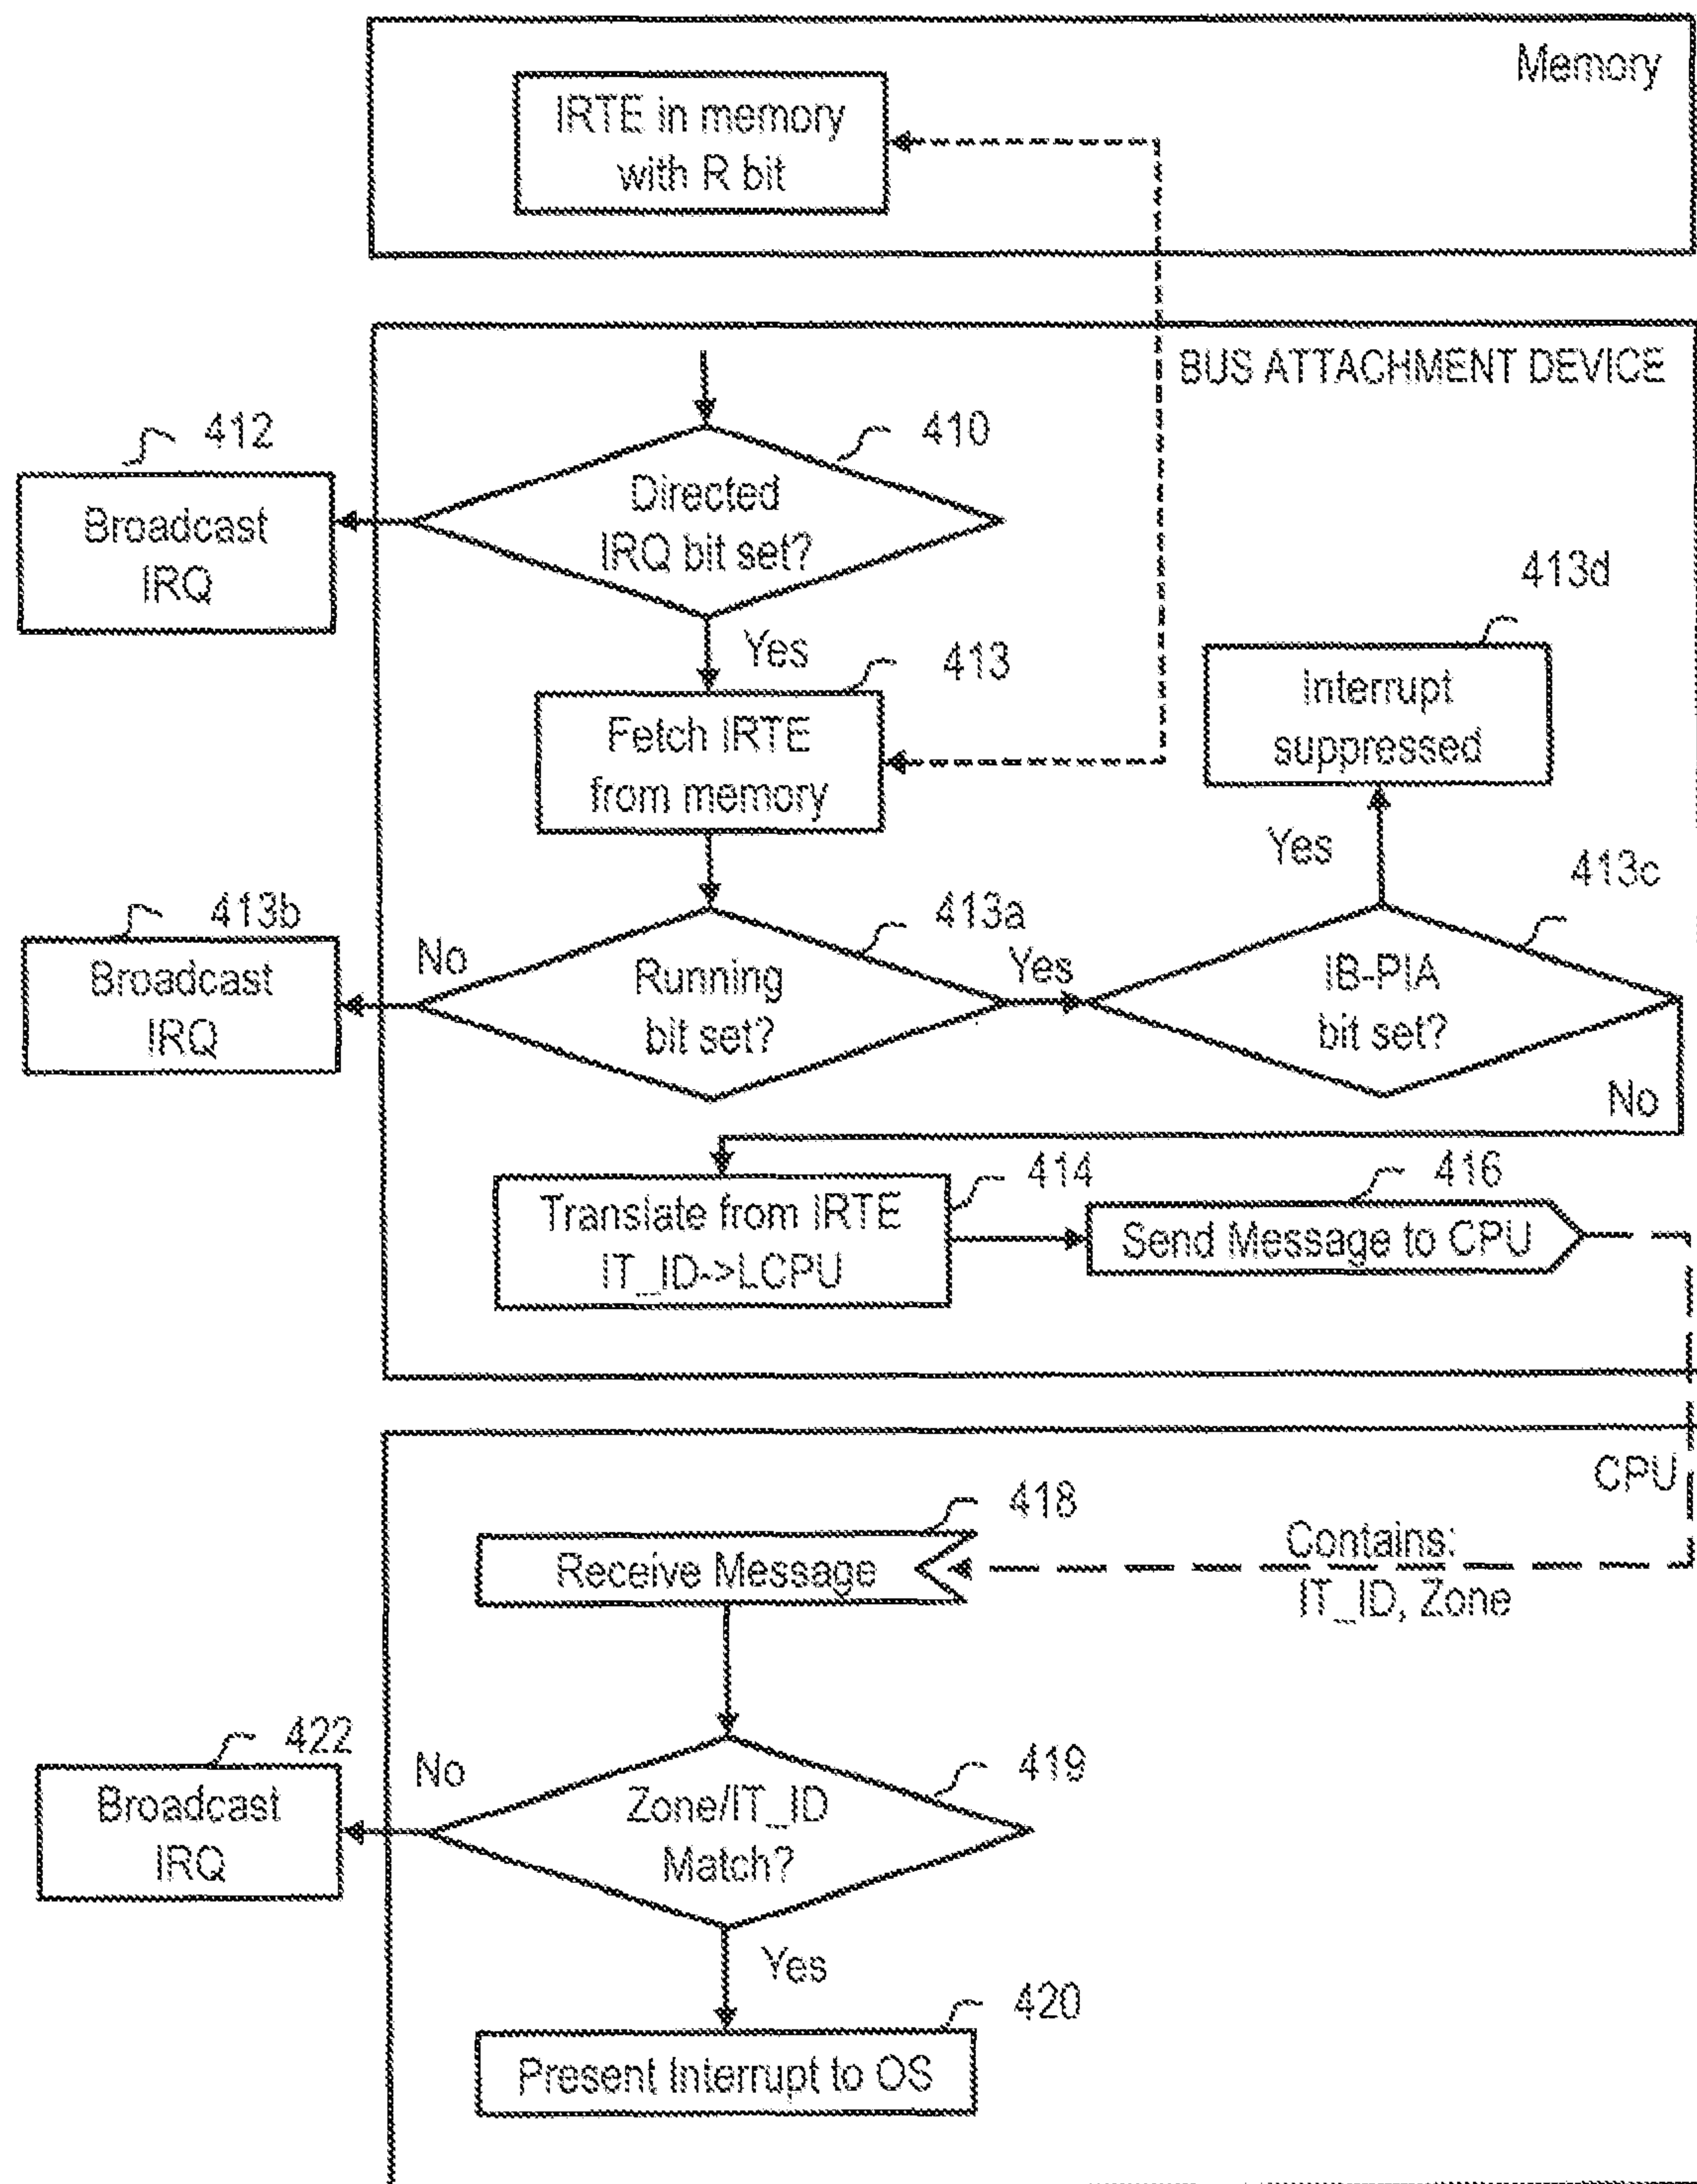 Memory
IRTE in memory
with R bit
BUS ATTACHMENT DEVICE
412
410
Broadcast
IRQ
Directed
IRQ bit set?
413d
Yes
413
Interrupt
suppressed
Fetch IRTE
from memory
Yes
413c
413b
413a
No
Yes
Broadcast
IRQ
Running
bit set?
IB-PIA
bit set?
No
414
416
Translate from IRTE
IT_ID->LCPU
Send Message to CPU
CPU
418
Receive Message
Contains:
IT_ID, Zone
422
No
419
Broadcast
IRQ
Zone/IT_ID
Match?
Yes
420
Present Interrupt to OS